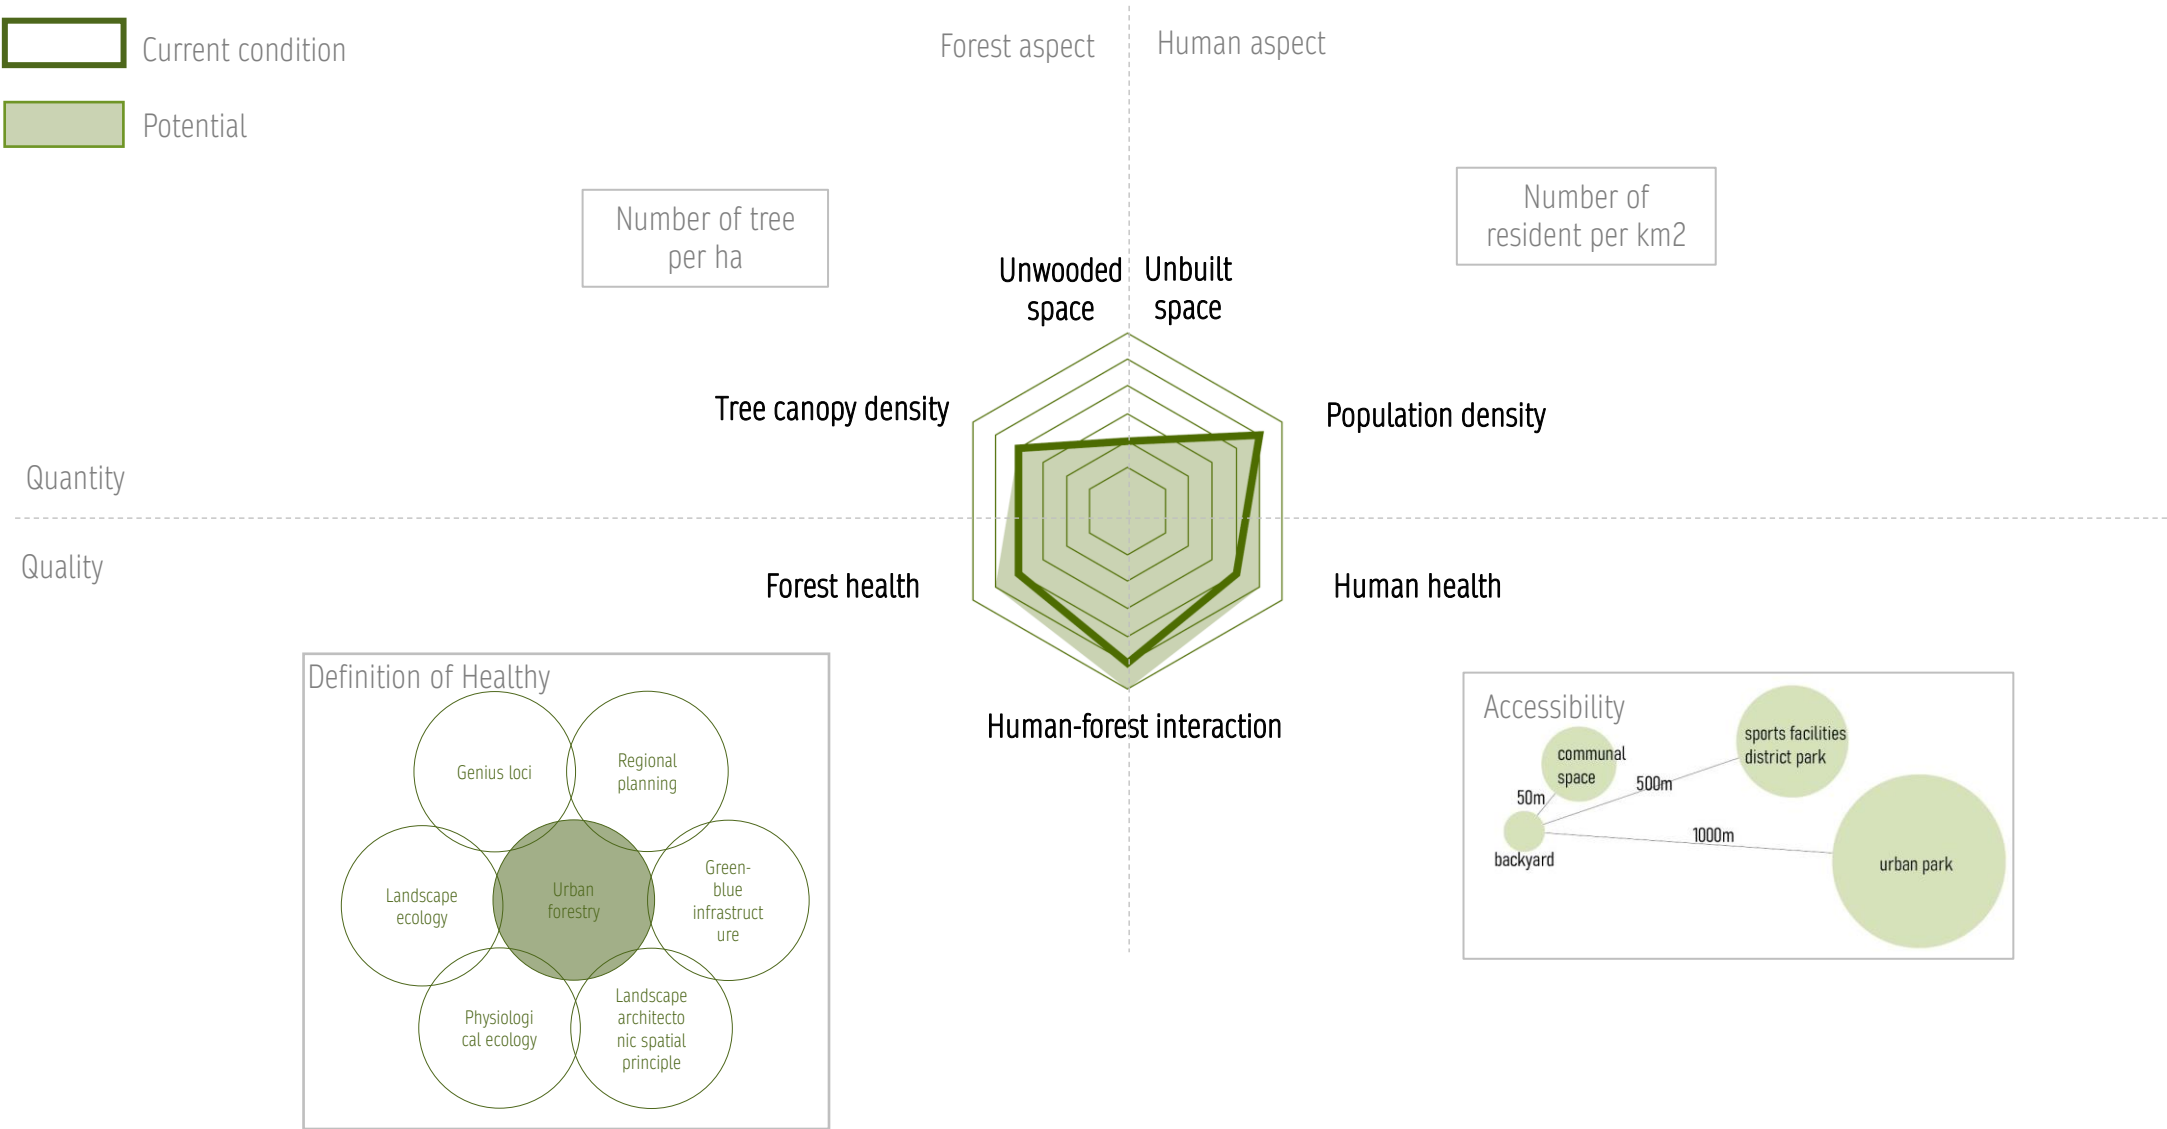 Current condition
Potential
Forest aspect
Human aspect
Number of tree
per ha
Number of
resident per km2
Unwooded
space
Unbuilt
space
Tree canopy density
Population density
Quantity
Quality
Forest health
Human health
Human-forest interaction
Definition of Healthy
Genius loci
Regional
planning
Landscape
ecology
Urban
forestry
Green-
blue
infrastruct
ure
Physiologi
cal ecology
Landscape
architecto
nic spatial
principle
Accessibility
communal
space
sports facilities
district park
50m
500m
1000m
backyard
urban park